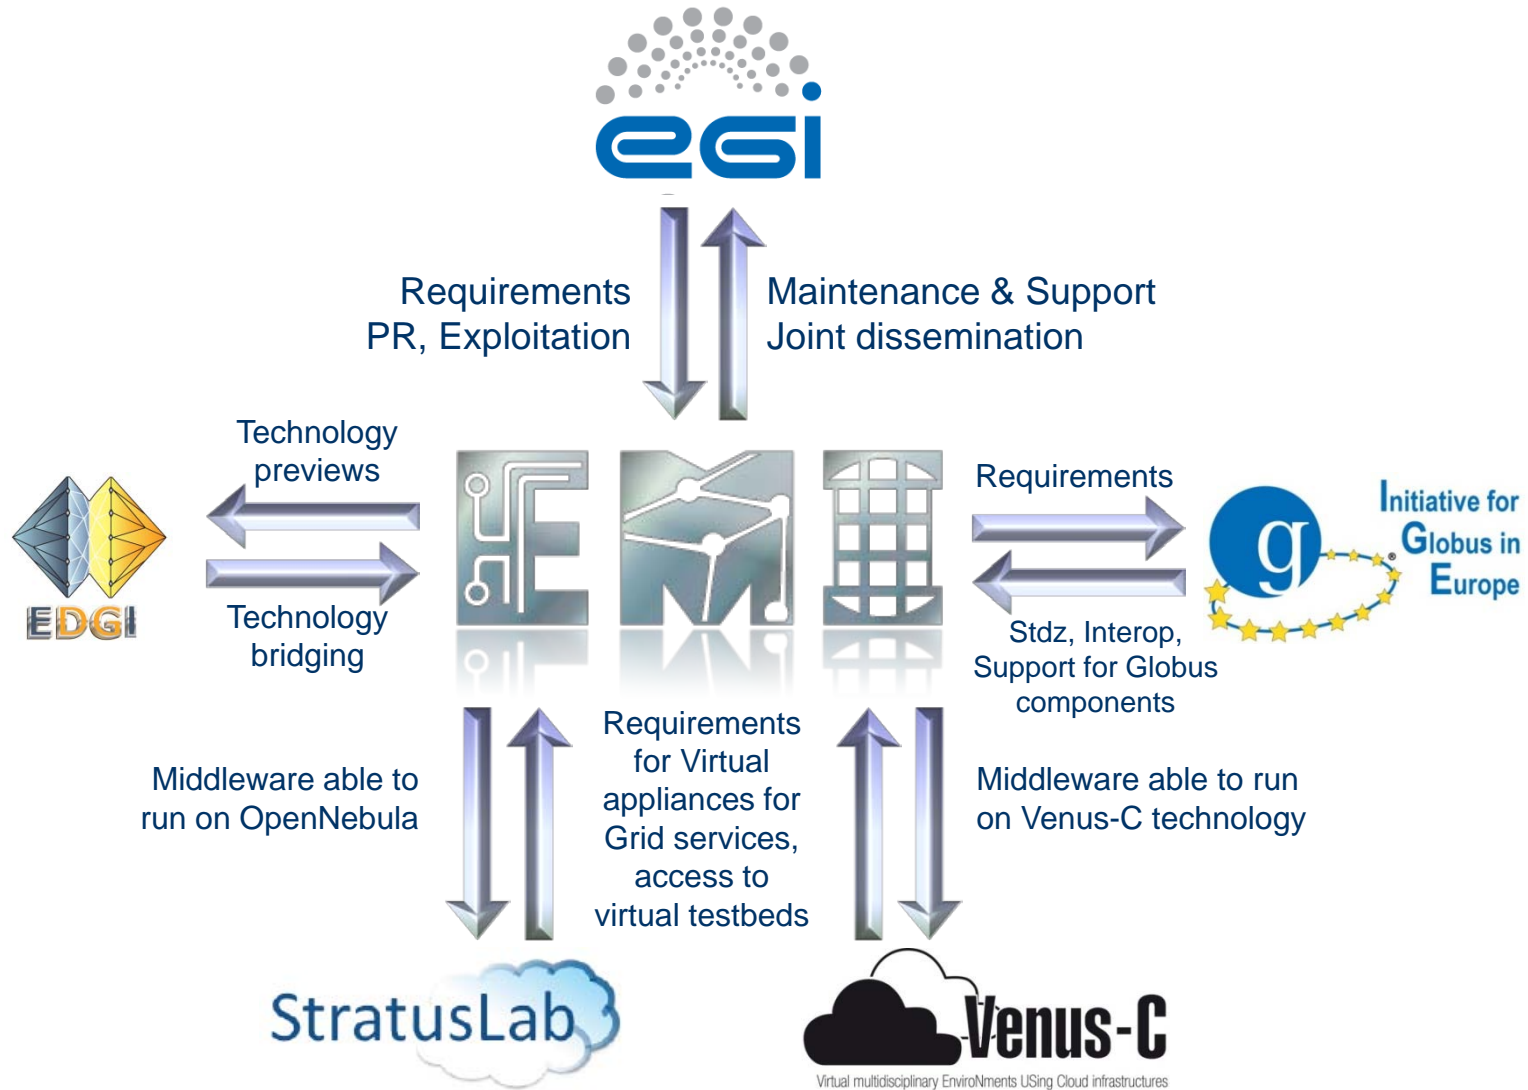 eGi
Requirements
PR, Exploitation
Maintenance & Support
Joint dissemination
Technology
previews
EMI
Requirements
Initiative for
Globus in
Europe
g
®
EDGI
Technology
bridging
Stdz, Interop,
Support for Globus
components
Middleware able to
run on OpenNebula
Requirements
for Virtual
appliances for
Grid services,
access to
virtual testbeds
Middleware able to run
on Venus-C technology
StratusLab
Venus-C
Virtual multidisciplinary EnviroNments USing Cloud infrastructures